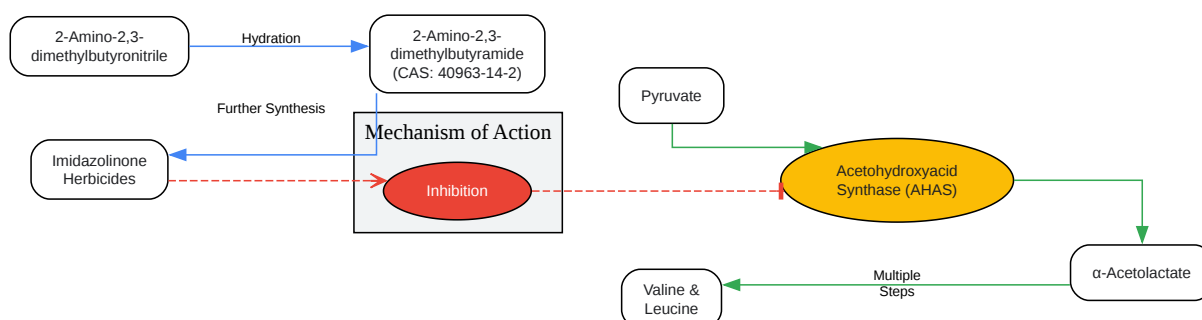 2-Amino-2,3-
dimethylbutyronitrile
Hydration
2-Amino-2,3-
dimethylbutyramide
(CAS: 40963-14-2)
Further Synthesis
Imidazolinone
Herbicides
Mechanism of Action
Inhibition
Pyruvate
Acetohydroxyacid
Synthase (AHAS)
α-Acetolactate
Multiple
Steps
Valine &
Leucine